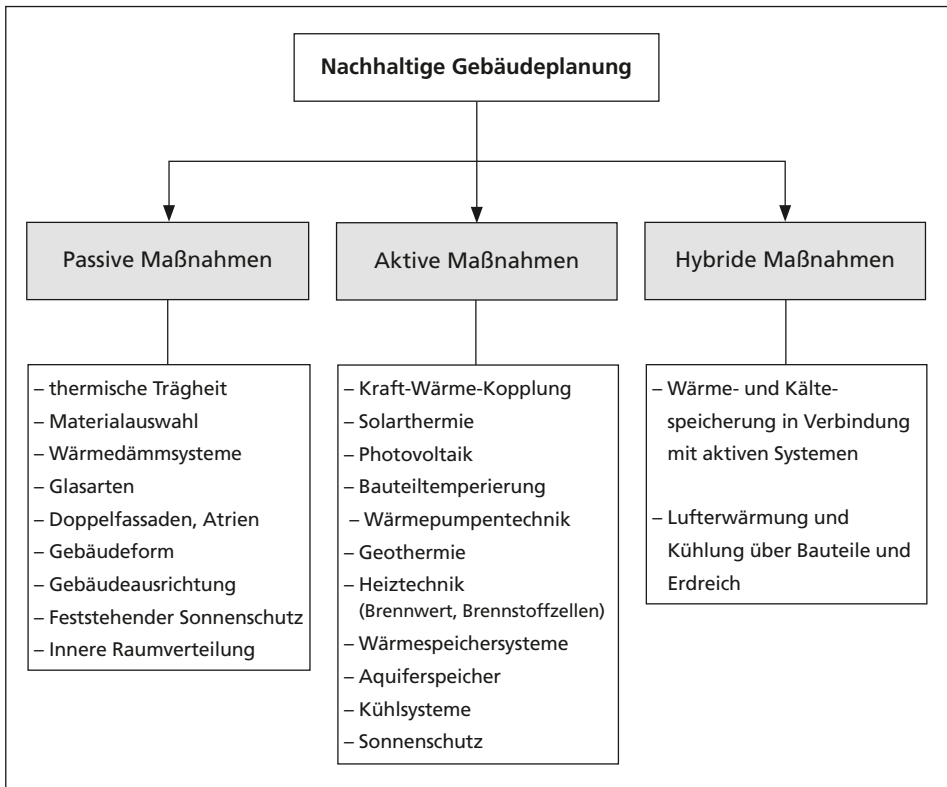 Nachhaltige Gebäudeplanung
Passive Maßnahmen
– thermische Trägheit
– Materialauswahl
– Wärmedämmsysteme
– Glasarten
– Doppelfassaden, Atrien
– Gebäudeform
– Gebäudeausrichtung
– Feststehender Sonnenschutz
– Innere Raumverteilung
Aktive Maßnahmen
– Kraft-Wärme-Kopplung
– Solarthermie
– Photovoltaik
– Bauteiltemperierung
– Wärmepumpentechnik
– Geothermie
– Heiztechnik
(Brennwert, Brennstoffzellen)
– Wärmespeichersysteme
– Aquiferspeicher
– Kühlsysteme
– Sonnenschutz
Hybride Maßnahmen
– Wärme- und Kälte-
speicherung in Verbindung
mit aktiven Systemen
– Lufterwärmung und
Kühlung über Bauteile und
Erdreich